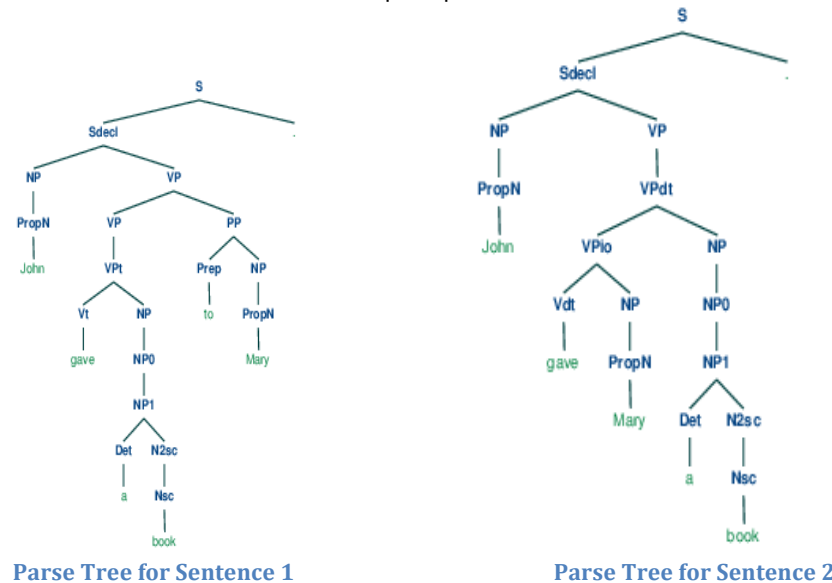 S
Sdecl
.
NP
VP
PropN
VP
PP
John
VPt
Prep
NP
Vt
NP
to
PropN
gave
NP0
Mary
NP1
Det
N2sc
a
Nsc
book
Parse Tree for Sentence 1
S
Sdecl
.
NP
VP
PropN
VPdt
John
VPio
NP
Vdt
NP
NP0
gave
PropN
NP1
Mary
Det
N2sc
a
Nsc
book
Parse Tree for Sentence 2